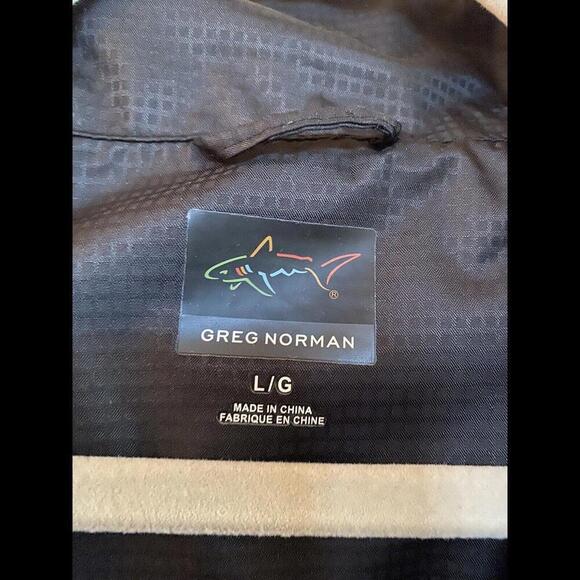 ®
GREG NORMAN
L/G
MADE IN CHINA
FABRIQUE EN CHINE